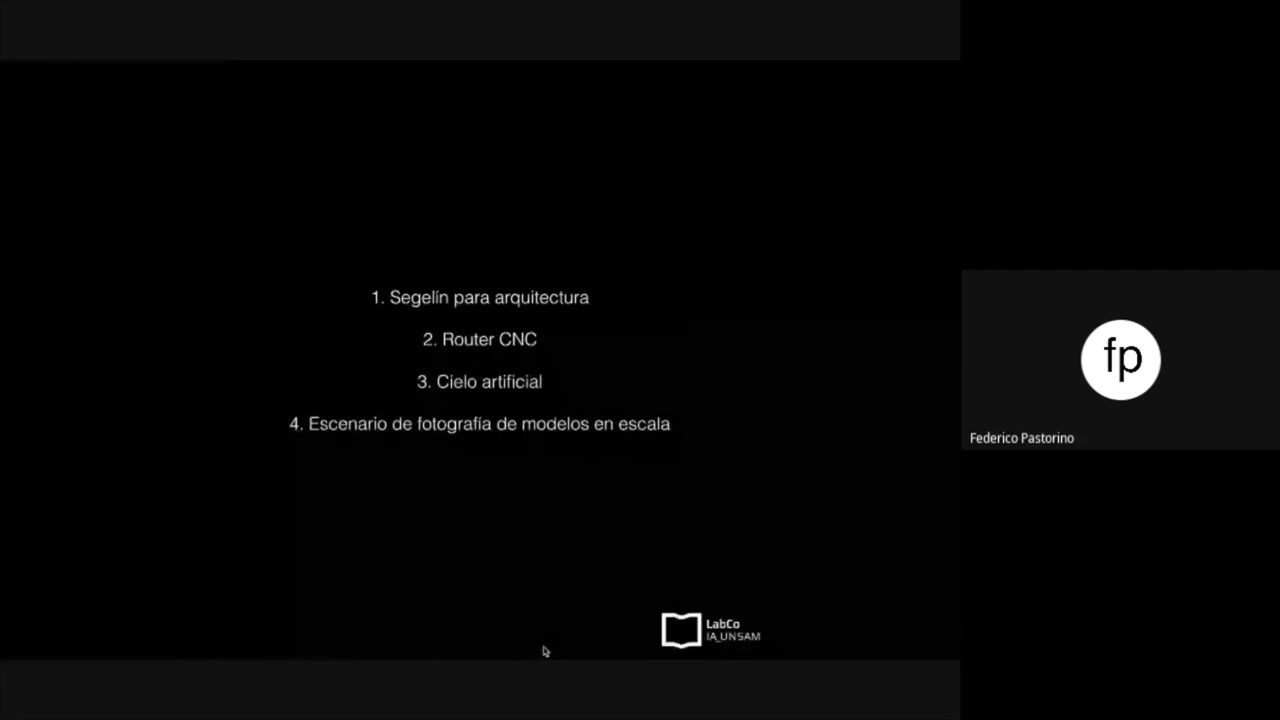 1. Segelín para arquitectura
2. Router CNC
3. Cielo artificial
4. Escenario de fotografía de modelos en escala
LabCo
IA_UNSAM
fp
Federico Pastorino